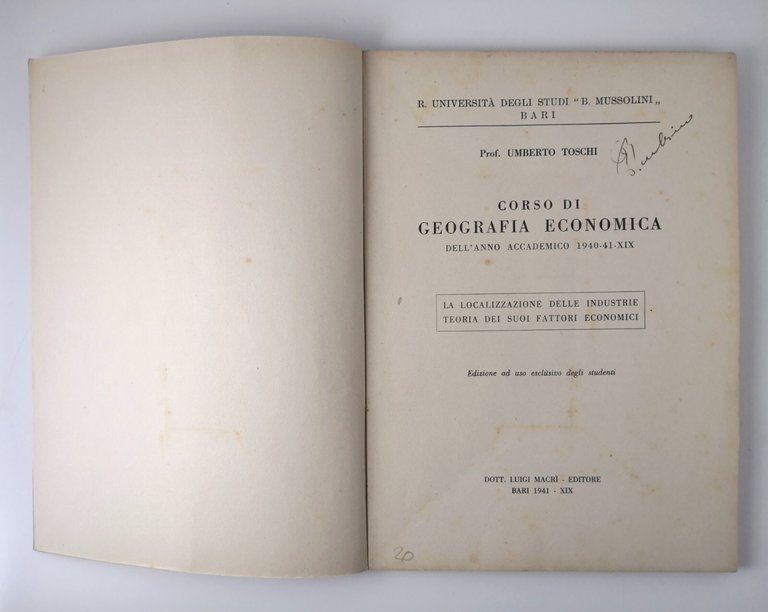 R. UNIVERSITÀ DEGLI STUDI "B. MUSSOLINI„
BARI
Prof. UMBERTO TOSCHI
CORSO DI
GEOGRAFIA ECONOMICA
DELL'ANNO ACCADEMICO 1940-41-XIX
LA LOCALIZZAZIONE DELLE INDUSTRIE
TEORIA DEI SUOI FATTORI ECONOMICI
Edizione ad uso esclusivo degli studenti
DOTT. LUIGI MACRÌ - EDITORE
BARI 1941 - XIX
20